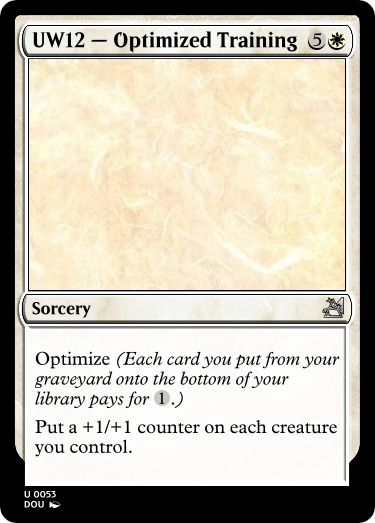 UW12 — Optimized Training 5
Sorcery
Optimize (Each card you put from your
graveyard onto the bottom of your
library pays for 1.)
Put a +1/+1 counter on each creature
you control.
U 0053
DOU